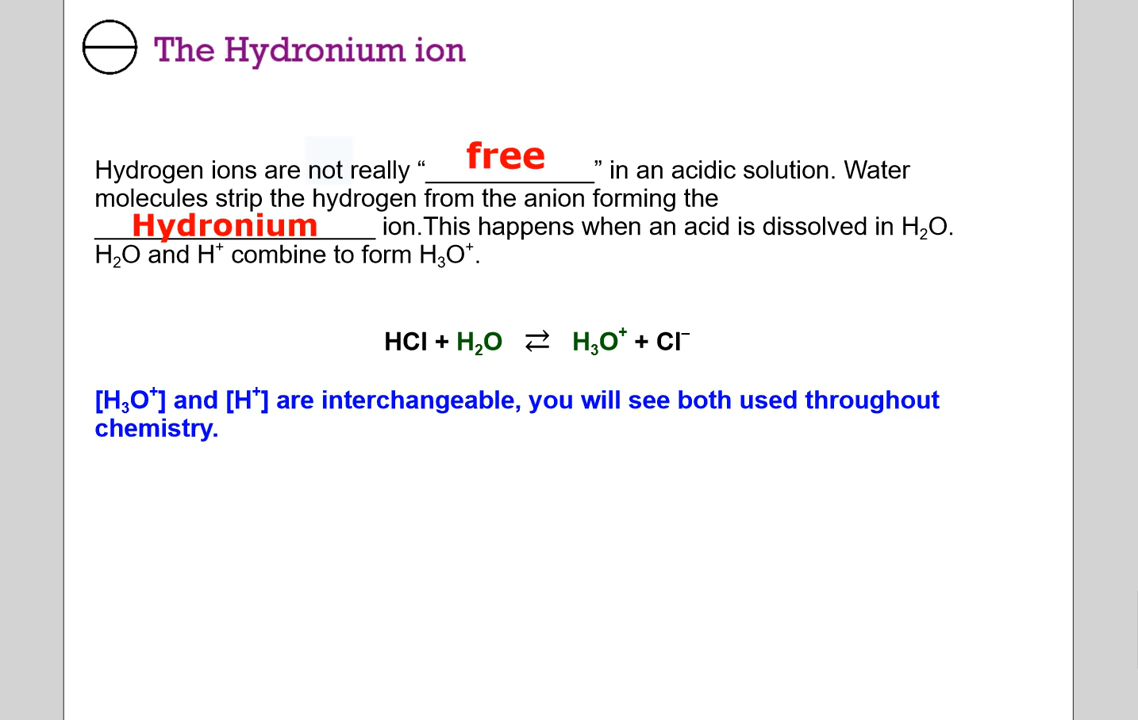 The Hydronium ion
Hydrogen ions are not really “ free ” in an acidic solution. Water
molecules strip the hydrogen from the anion forming the
Hydronium ion.This happens when an acid is dissolved in H₂O.
H₂O and H⁺ combine to form H₃O⁺.
HCl + H₂O ⇄ H₃O⁺ + Cl⁻
[H₃O⁺] and [H⁺] are interchangeable, you will see both used throughout
chemistry.